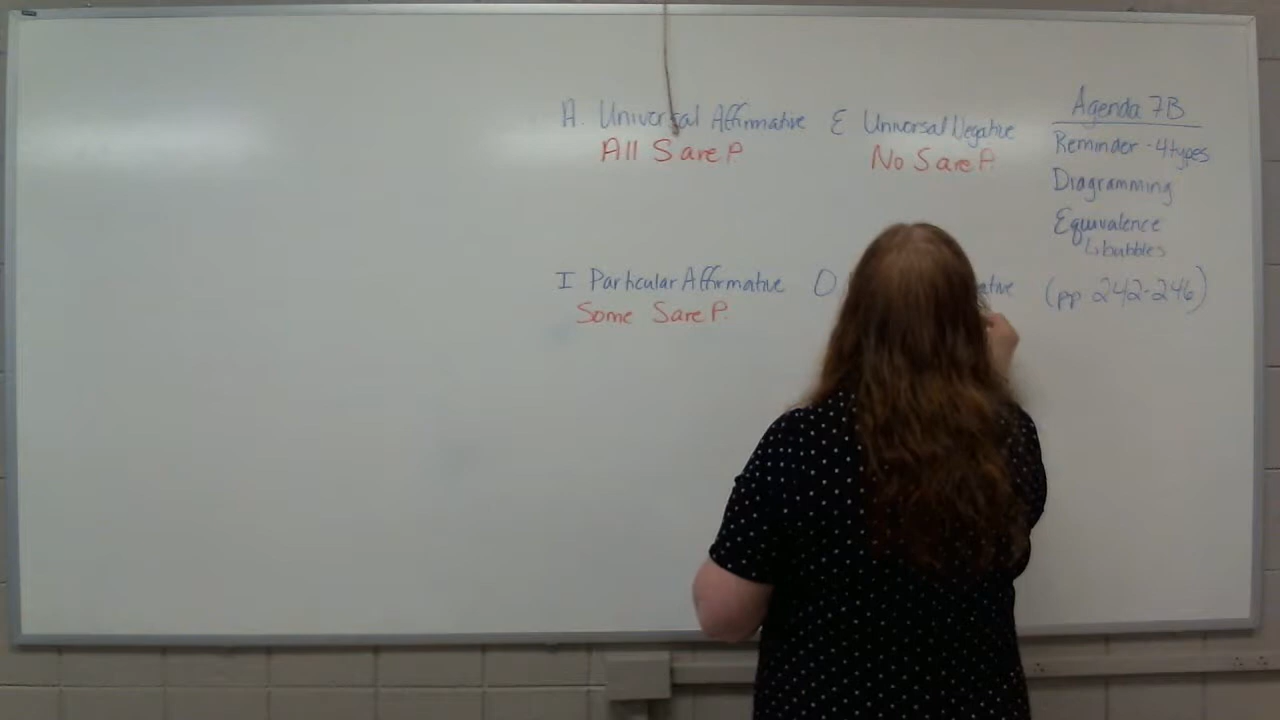 A. Universal Affirmative
All S are P
E Universal Negative
No S are P.
I Particular Affirmative
Some S are P.
O
Agenda 7B
Reminder - 4 types
Diagramming
Equivalence
↳ bubbles
(pp 242-246)